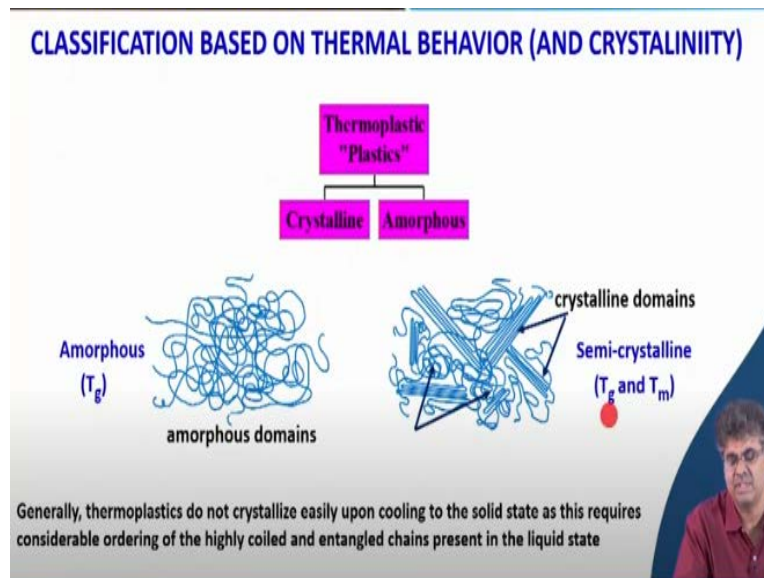 CLASSIFICATION BASED ON THERMAL BEHAVIOR (AND CRYSTALINIITY)
Thermoplastic
"Plastics"
Crystalline
Amorphous
crystalline domains
Amorphous
(Tg)
Semi-crystalline
(Tg and Tm)
amorphous domains
Generally, thermoplastics do not crystallize easily upon cooling to the solid state as this requires
considerable ordering of the highly coiled and entangled chains present in the liquid state